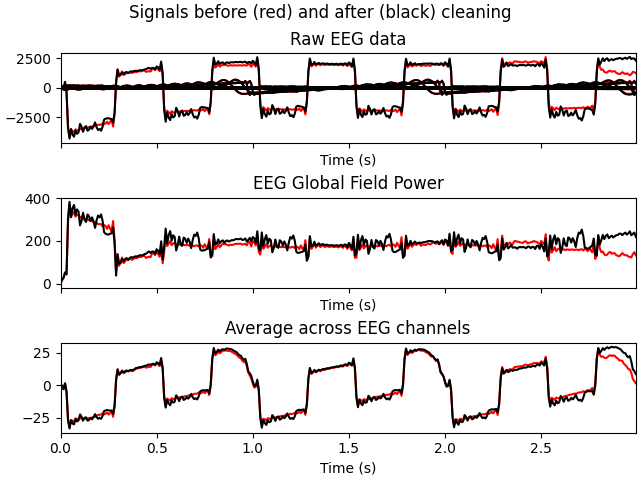 Signals before (red) and after (black) cleaning
Raw EEG data
2500
0
−2500
Time (s)
EEG Global Field Power
400
200
0
Time (s)
Average across EEG channels
25
0
−25
0.0 0.5 1.0 1.5 2.0 2.5
Time (s)